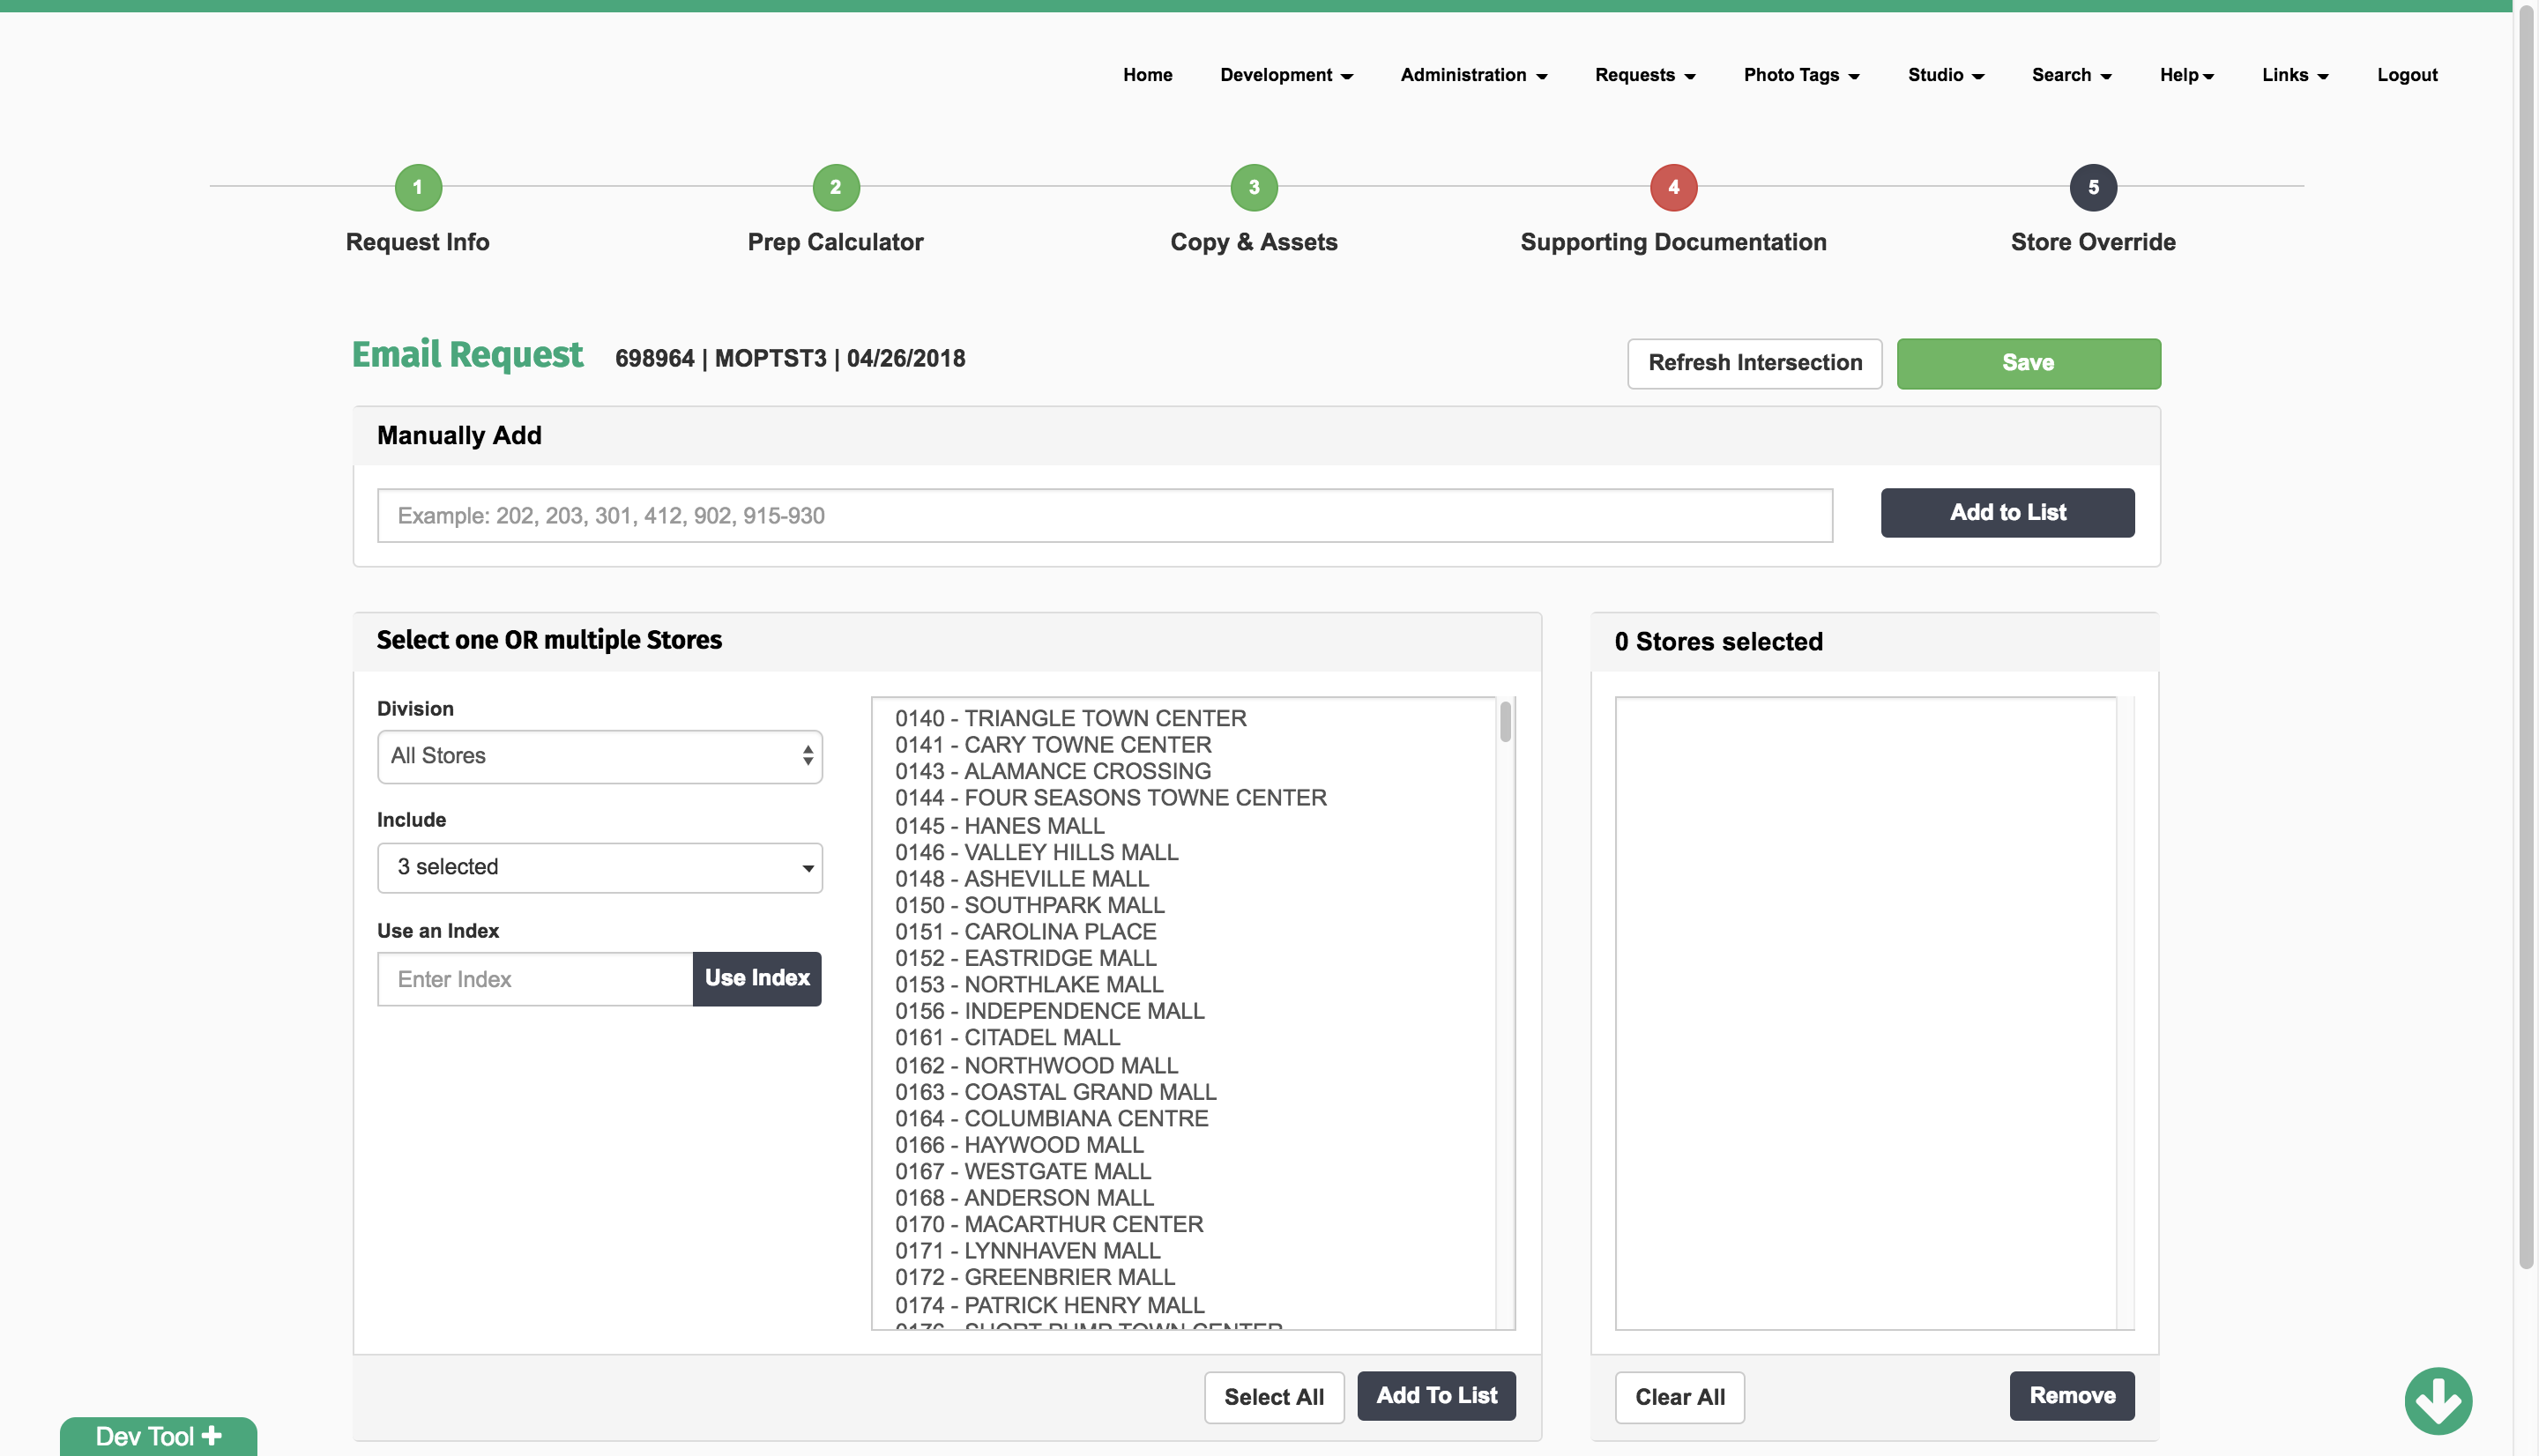 Home Development Administration Requests Photo Tags Studio Search Help Links Logout
1 2 3 4 5
Request Info Prep Calculator Copy & Assets Supporting Documentation Store Override
Email Request 698964 | MOPTST3 | 04/26/2018 Refresh Intersection Save
Manually Add
Example: 202, 203, 301, 412, 902, 915-930 Add to List
Select one OR multiple Stores
Division
All Stores
Include
3 selected
Use an Index
Enter Index Use Index
0140 - TRIANGLE TOWN CENTER
0141 - CARY TOWNE CENTER
0143 - ALAMANCE CROSSING
0144 - FOUR SEASONS TOWNE CENTER
0145 - HANES MALL
0146 - VALLEY HILLS MALL
0148 - ASHEVILLE MALL
0150 - SOUTHPARK MALL
0151 - CAROLINA PLACE
0152 - EASTRIDGE MALL
0153 - NORTHLAKE MALL
0156 - INDEPENDENCE MALL
0161 - CITADEL MALL
0162 - NORTHWOOD MALL
0163 - COASTAL GRAND MALL
0164 - COLUMBIANA CENTRE
0166 - HAYWOOD MALL
0167 - WESTGATE MALL
0168 - ANDERSON MALL
0170 - MACARTHUR CENTER
0171 - LYNNHAVEN MALL
0172 - GREENBRIER MALL
0174 - PATRICK HENRY MALL
0176 - SHORT PUMP TOWN CENTER
Select All Add To List
0 Stores selected
Clear All Remove
Dev Tool +